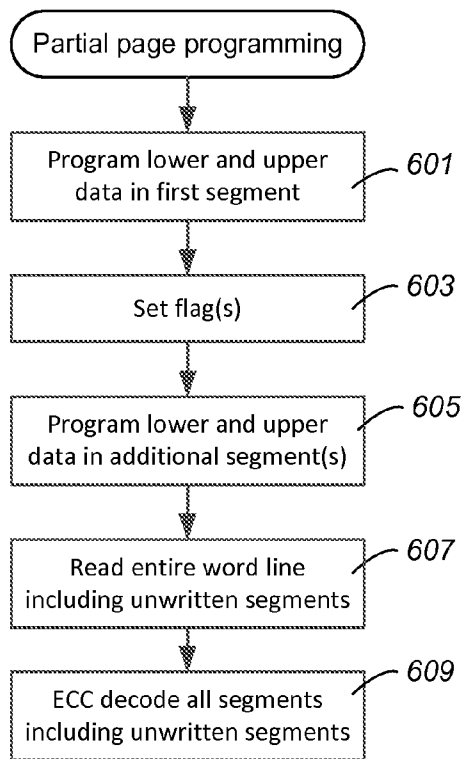 Partial page programming
Program lower and upper
data in first segment
601
Set flag(s)
603
Program lower and upper
data in additional segment(s)
605
Read entire word line
including unwritten segments
607
ECC decode all segments
including unwritten segments
609